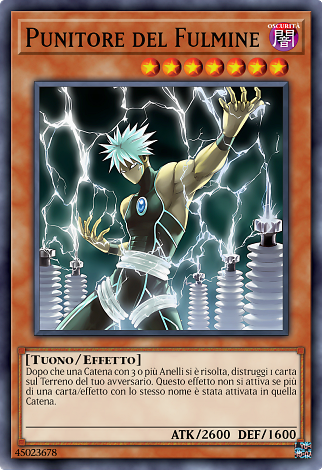 Punitore del Fulmine
OSCURITÀ
闇
[Tuono/Effetto]
Dopo che una Catena con 3 o più Anelli si è risolta, distruggi 1 carta
sul Terreno del tuo avversario. Questo effetto non si attiva se più
di una carta/effetto con lo stesso nome è stata attivata in quella
Catena.
ATK/2600 DEF/1600
45023678